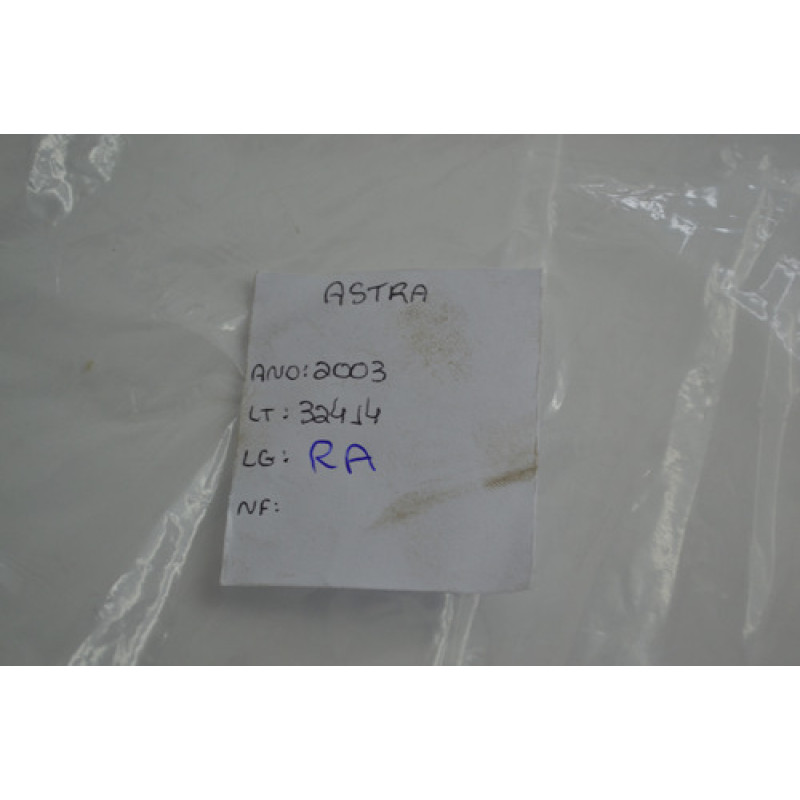 ASTRA
ANO: 2003
LT: 32414
LG: RA
NF: